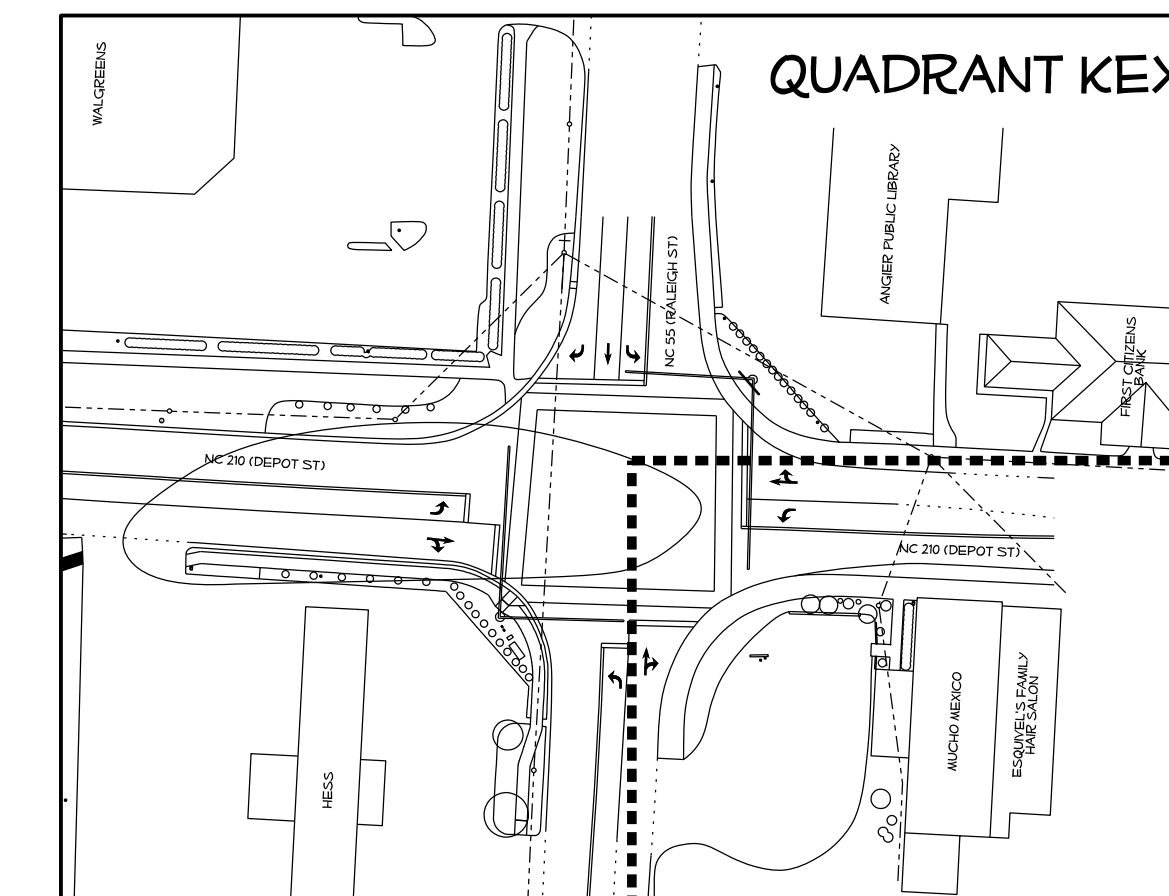 QUADRANT KEY
WALGREENS
ANGIER PUBLIC LIBRARY
NC 55 (RALEIGH ST)
FIRST CITIZENS
BANK
NC 210 (DEPOT ST)
NC 210 (DEPOT ST)
HESS
MUCHO MEXICO
ESQUIVEL'S FAMILY
HAIR SALON